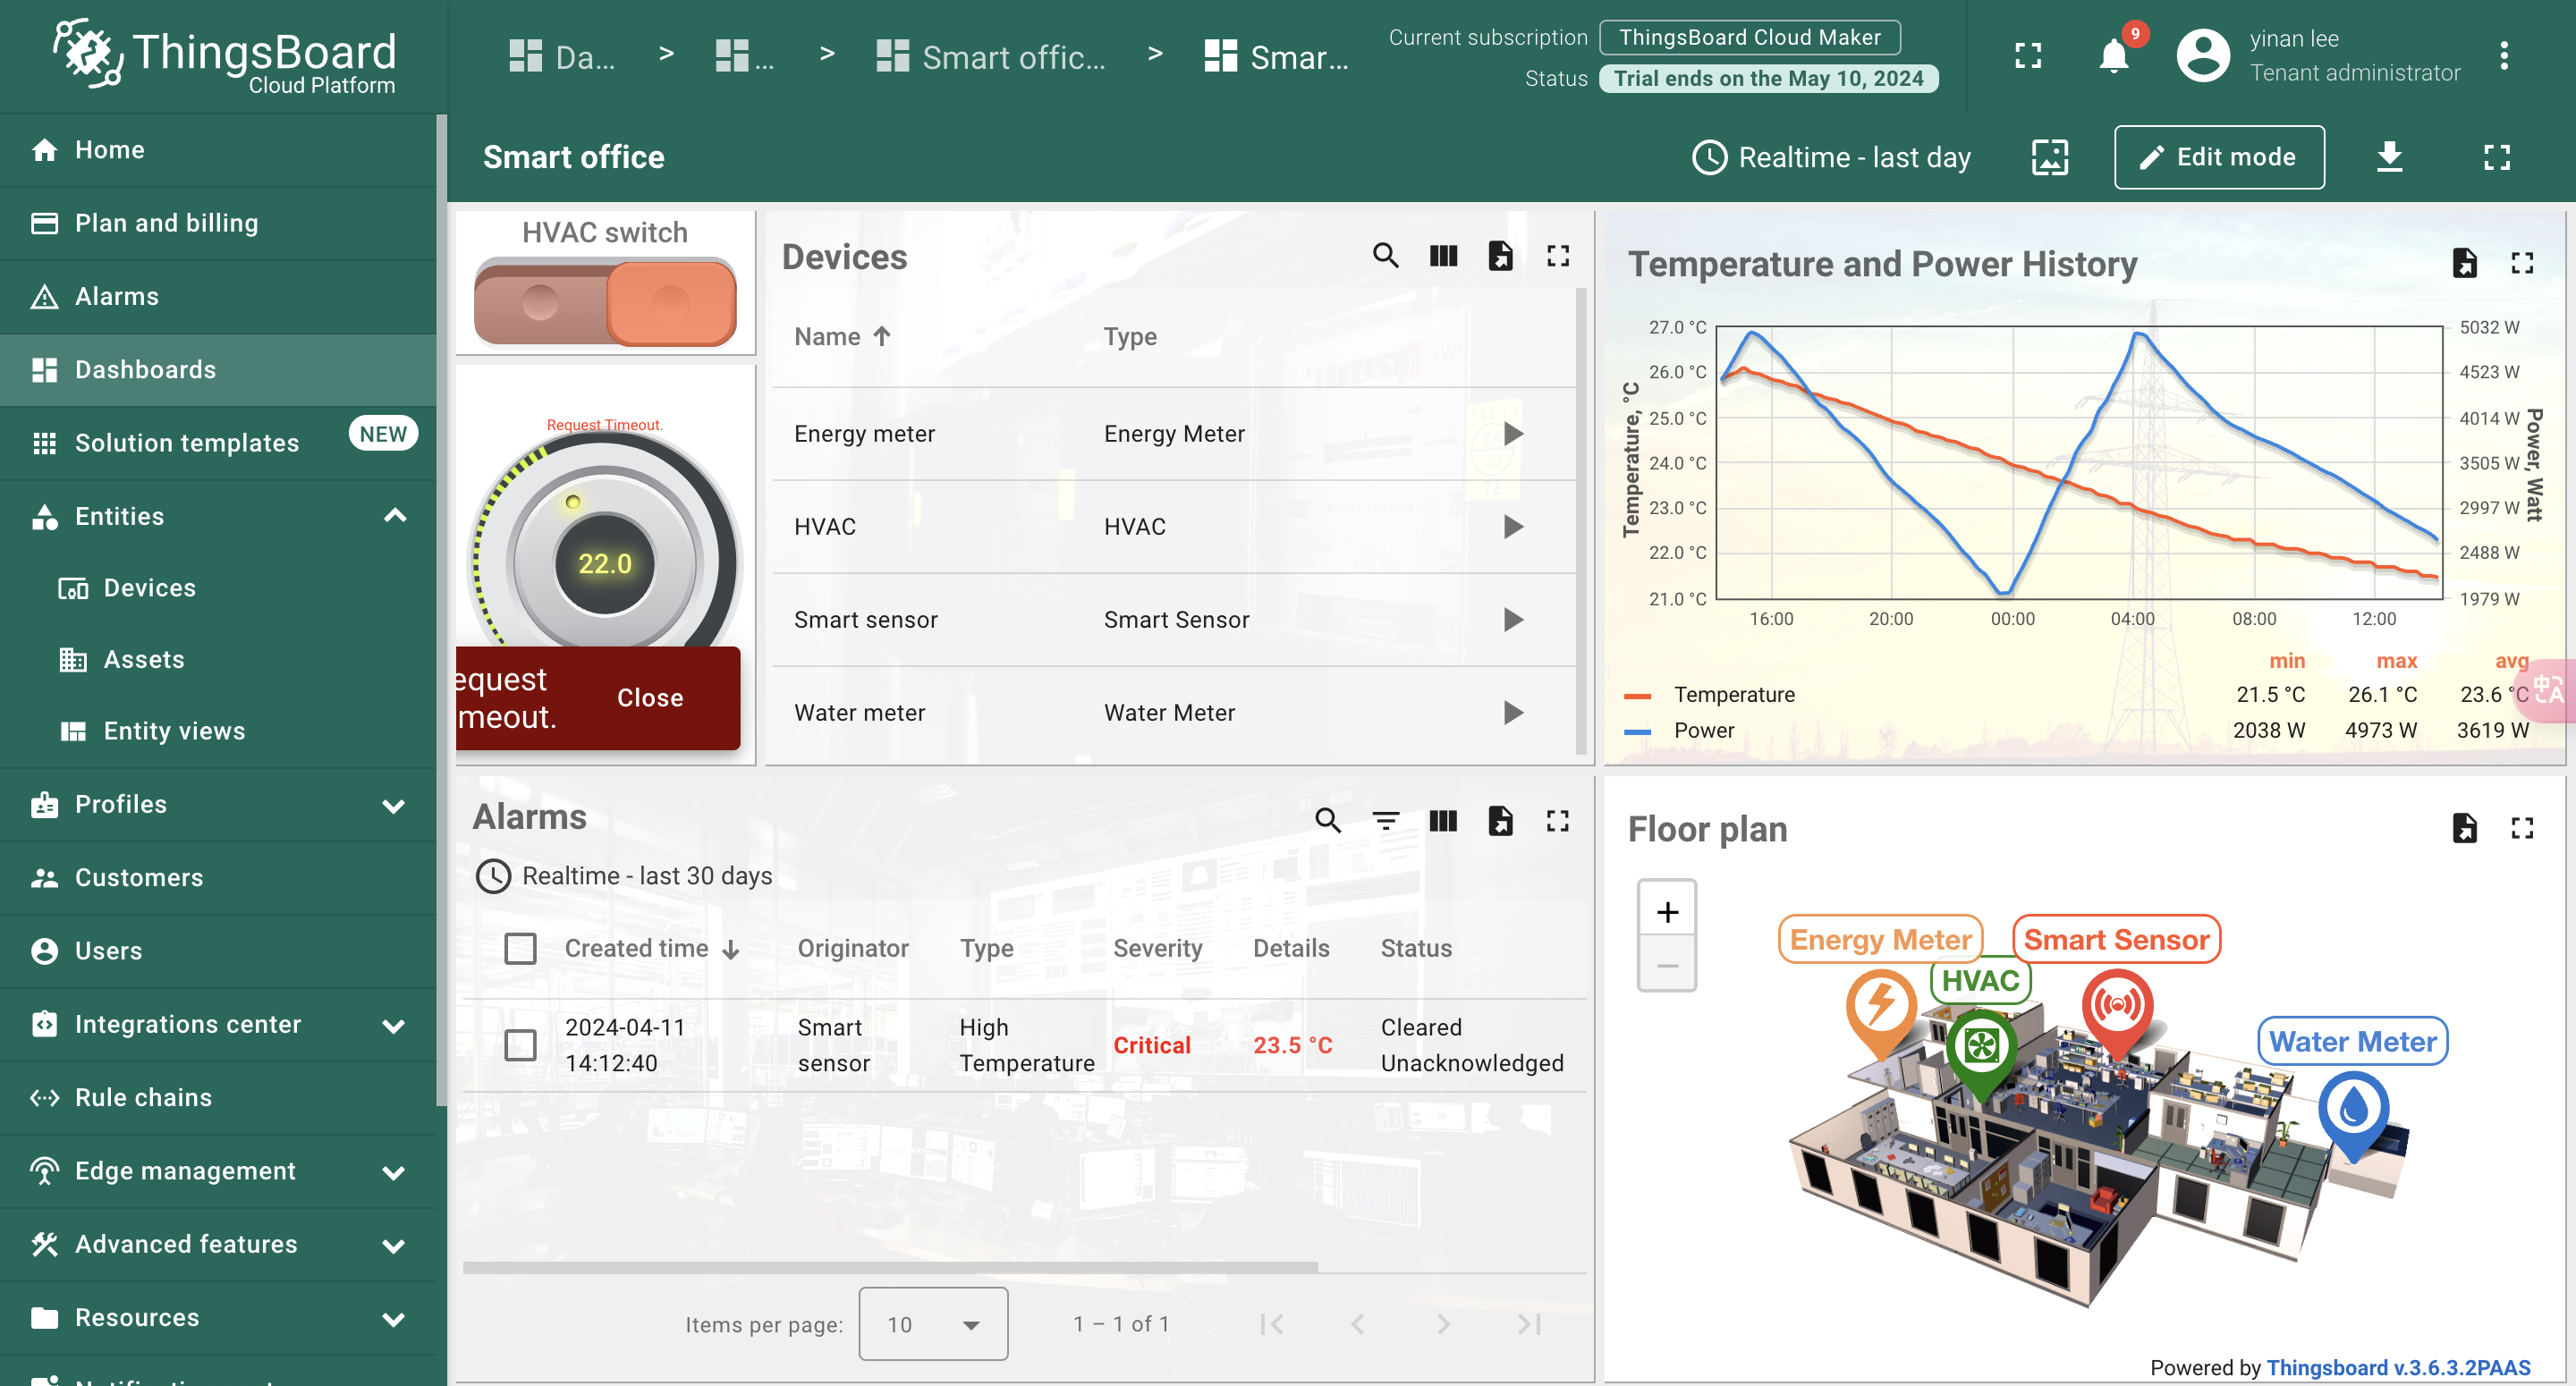 ThingsBoard
Cloud Platform
Da...
>
...
>
Smart offic...
>
Smar...
Current subscription
ThingsBoard Cloud Maker
Status
Trial ends on the May 10, 2024
9
yinan lee
Tenant administrator
Home
Plan and billing
Alarms
Dashboards
Solution templates
NEW
Entities
Devices
Assets
Entity views
Profiles
Customers
Users
Integrations center
Rule chains
Edge management
Advanced features
Resources
Smart office
Realtime - last day
Edit mode
HVAC switch
Request Timeout.
22.0
equest
meout.
Close
Devices
Name
Type
Energy meter
Energy Meter
HVAC
HVAC
Smart sensor
Smart Sensor
Water meter
Water Meter
Temperature and Power History
27.0 °C
26.0 °C
25.0 °C
24.0 °C
23.0 °C
22.0 °C
21.0 °C
Temperature, °C
5032 W
4523 W
4014 W
3505 W
2997 W
2488 W
1979 W
Power, Watt
16:00
20:00
00:00
04:00
08:00
12:00
min
max
avg
Temperature
21.5 °C
26.1 °C
23.6 °C
Power
2038 W
4973 W
3619 W
中
A
Alarms
Realtime - last 30 days
Created time
Originator
Type
Severity
Details
Status
2024-04-11
14:12:40
Smart
sensor
High
Temperature
Critical
23.5 °C
Cleared
Unacknowledged
Items per page:
10
1 – 1 of 1
Floor plan
+
−
Energy Meter
Smart Sensor
HVAC
Water Meter
Powered by Thingsboard v.3.6.3.2PAAS